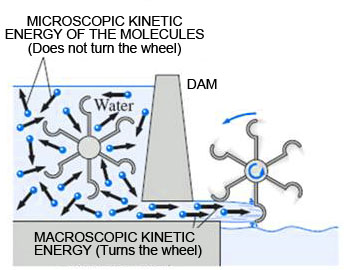 MICROSCOPIC KINETIC
ENERGY OF THE MOLECULES
(Does not turn the wheel)
DAM
Water
MACROSCOPIC KINETIC
ENERGY (Turns the wheel)